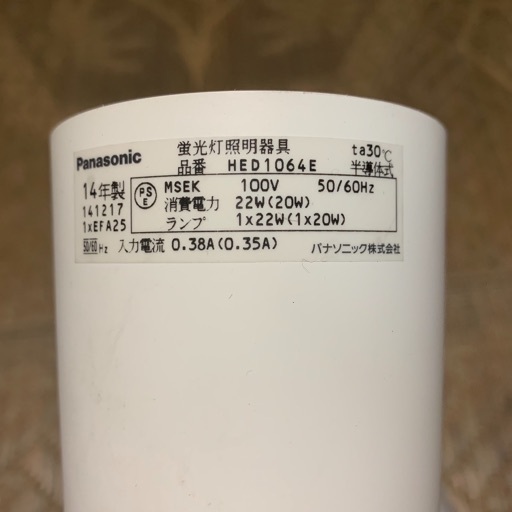 Panasonic 蛍光灯照明器具 ta30℃
品番 HED1064E 半導体式
14年製 PSE MSEK 100V 50/60Hz
141217 消費電力 22W(20W)
1xEFA25 ランプ 1x22W(1x20W)
50/60Hz 入力電流 0.38A(0.35A) パナソニック株式会社